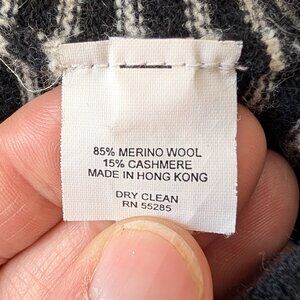 85% MERINO WOOL
15% CASHMERE
MADE IN HONG KONG
DRY CLEAN
RN 55285